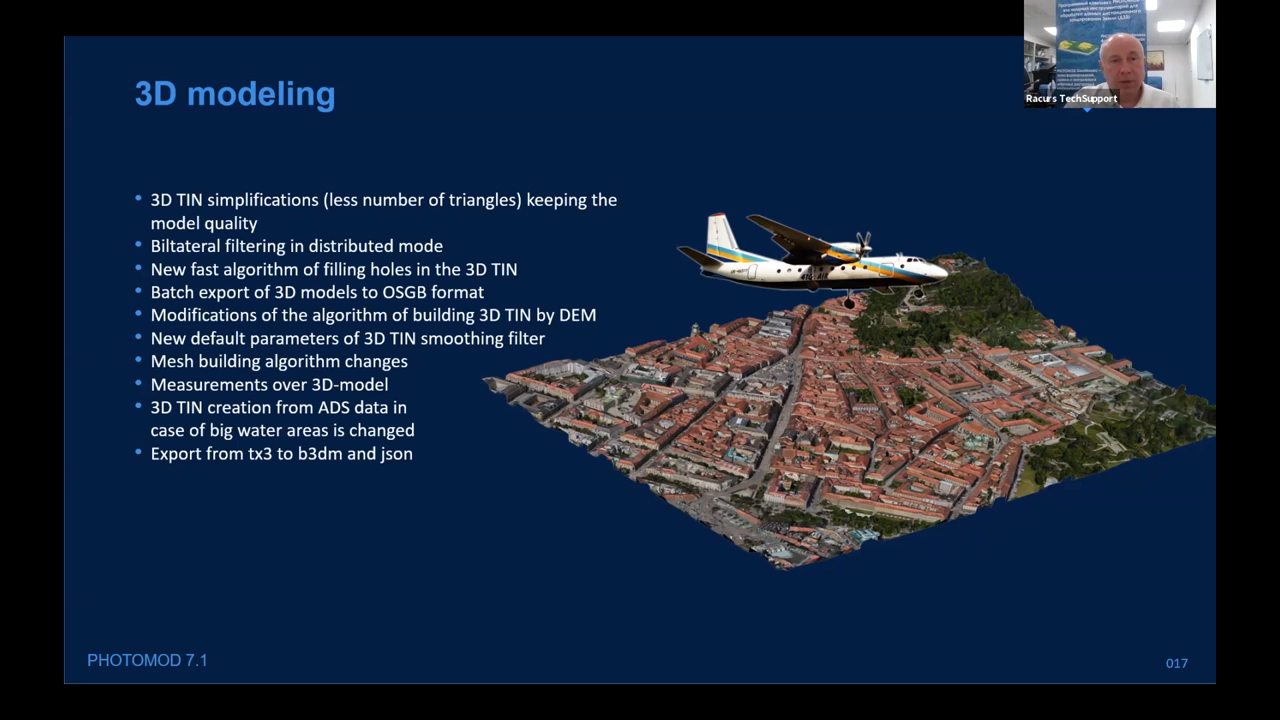 Программный комплекс PHOTOMOD
Racurs TechSupport
3D modeling
• 3D TIN simplifications (less number of triangles) keeping the
model quality
• Biltateral filtering in distributed mode
• New fast algorithm of filling holes in the 3D TIN
• Batch export of 3D models to OSGB format
• Modifications of the algorithm of building 3D TIN by DEM
• New default parameters of 3D TIN smoothing filter
• Mesh building algorithm changes
• Measurements over 3D-model
• 3D TIN creation from ADS data in
case of big water areas is changed
• Export from tx3 to b3dm and json
PHOTOMOD 7.1
017